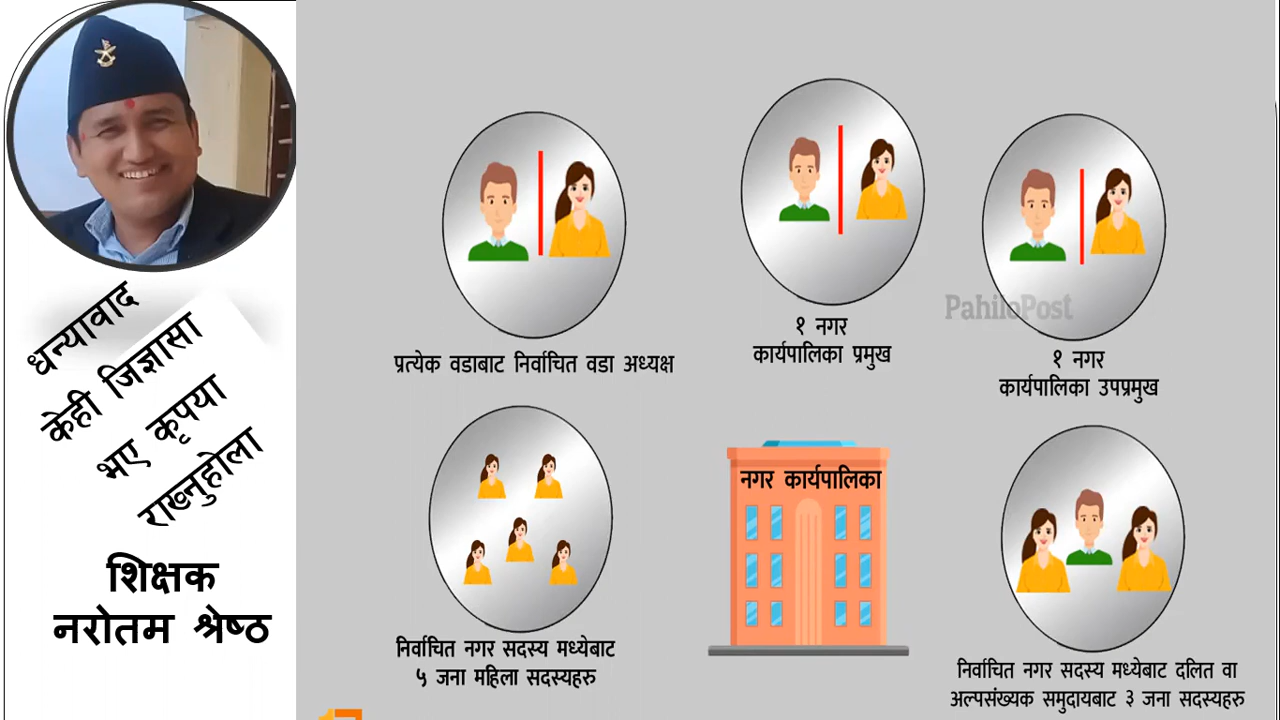 धन्यावाद
केही जिज्ञासा
भए कृपया
राख्नुहोला
शिक्षक
नरोतम श्रेष्ठ
प्रत्येक वडाबाट निर्वाचित वडा अध्यक्ष
१ नगर
कार्यपालिका प्रमुख
PahiloPost
१ नगर
कार्यपालिका उपप्रमुख
निर्वाचित नगर सदस्य मध्येबाट
५ जना महिला सदस्यहरु
नगर कार्यपालिका
निर्वाचित नगर सदस्य मध्येबाट दलित वा
अल्पसंख्यक समुदायबाट ३ जना सदस्यहरु